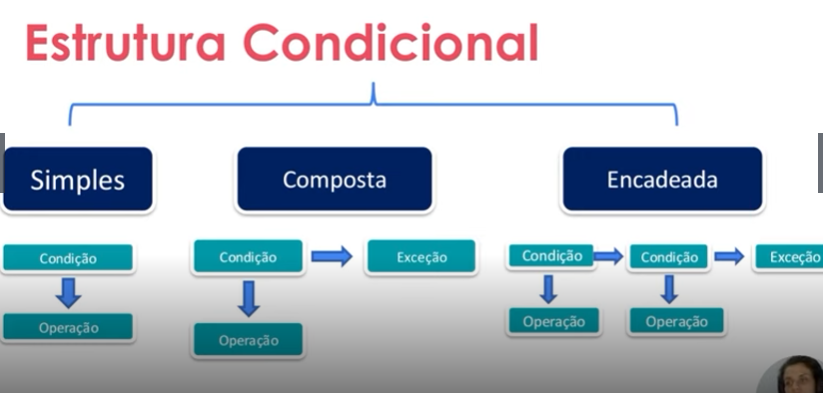 Estrutura Condicional
Simples
Composta
Encadeada
Condição
Condição
Exceção
Condição
Condição
Exceção
Operação
Operação
Operação
Operação